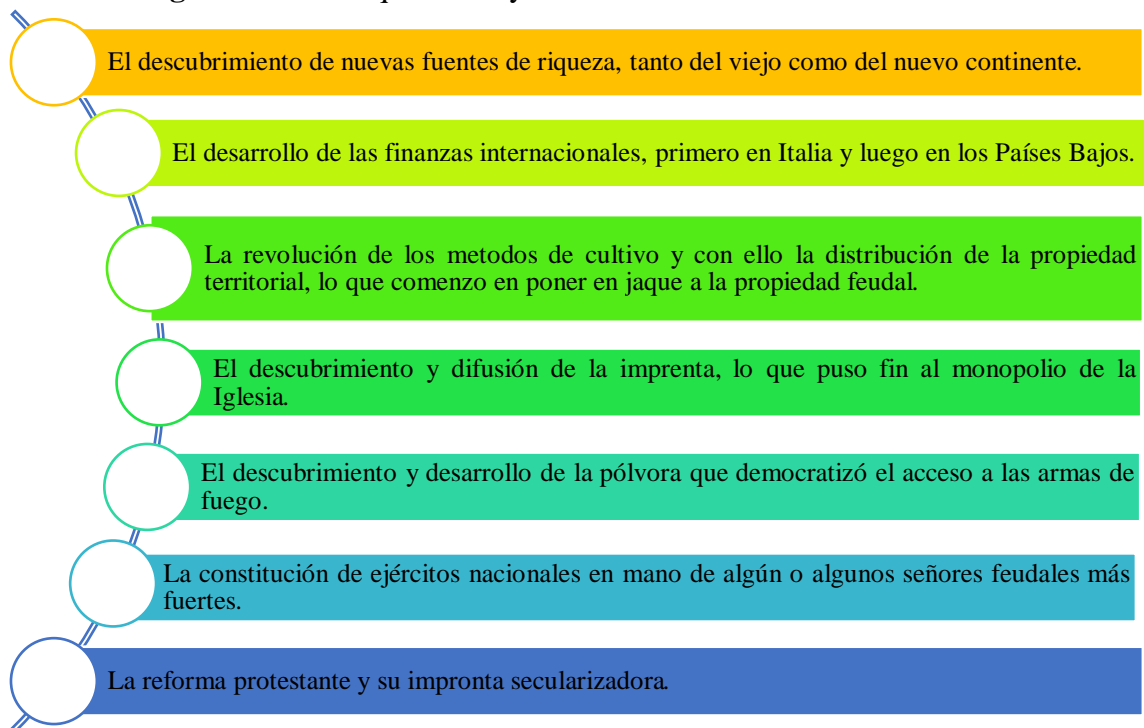 El descubrimiento de nuevas fuentes de riqueza, tanto del viejo como del nuevo continente.
El desarrollo de las finanzas internacionales, primero en Italia y luego en los Países Bajos.
La revolución de los metodos de cultivo y con ello la distribución de la propiedad
territorial, lo que comenzo en poner en jaque a la propiedad feudal.
El descubrimiento y difusión de la imprenta, lo que puso fin al monopolio de la
Iglesia.
El descubrimiento y desarrollo de la pólvora que democratizó el acceso a las armas de
fuego.
La constitución de ejércitos nacionales en mano de algún o algunos señores feudales más
fuertes.
La reforma protestante y su impronta secularizadora.